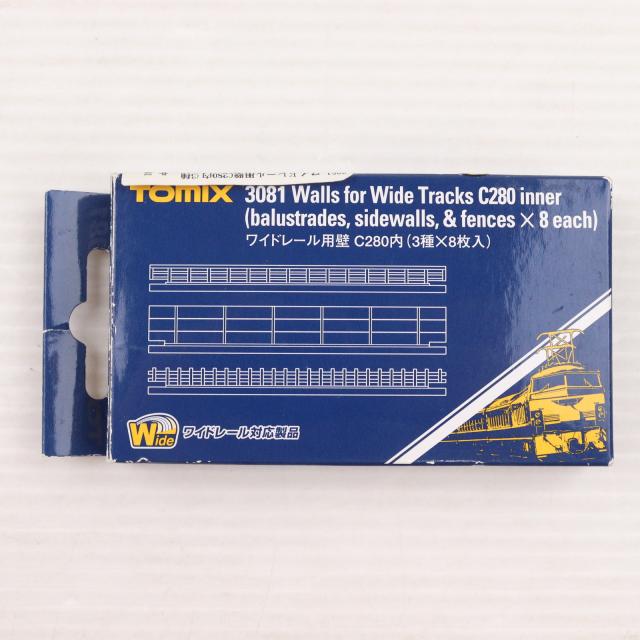 TOMIX
3081 Walls for Wide Tracks C280 inner
(balustrades, sidewalls, & fences × 8 each)
ワイドレール用壁 C280内(3種×8枚入)
Wide ワイドレール対応製品